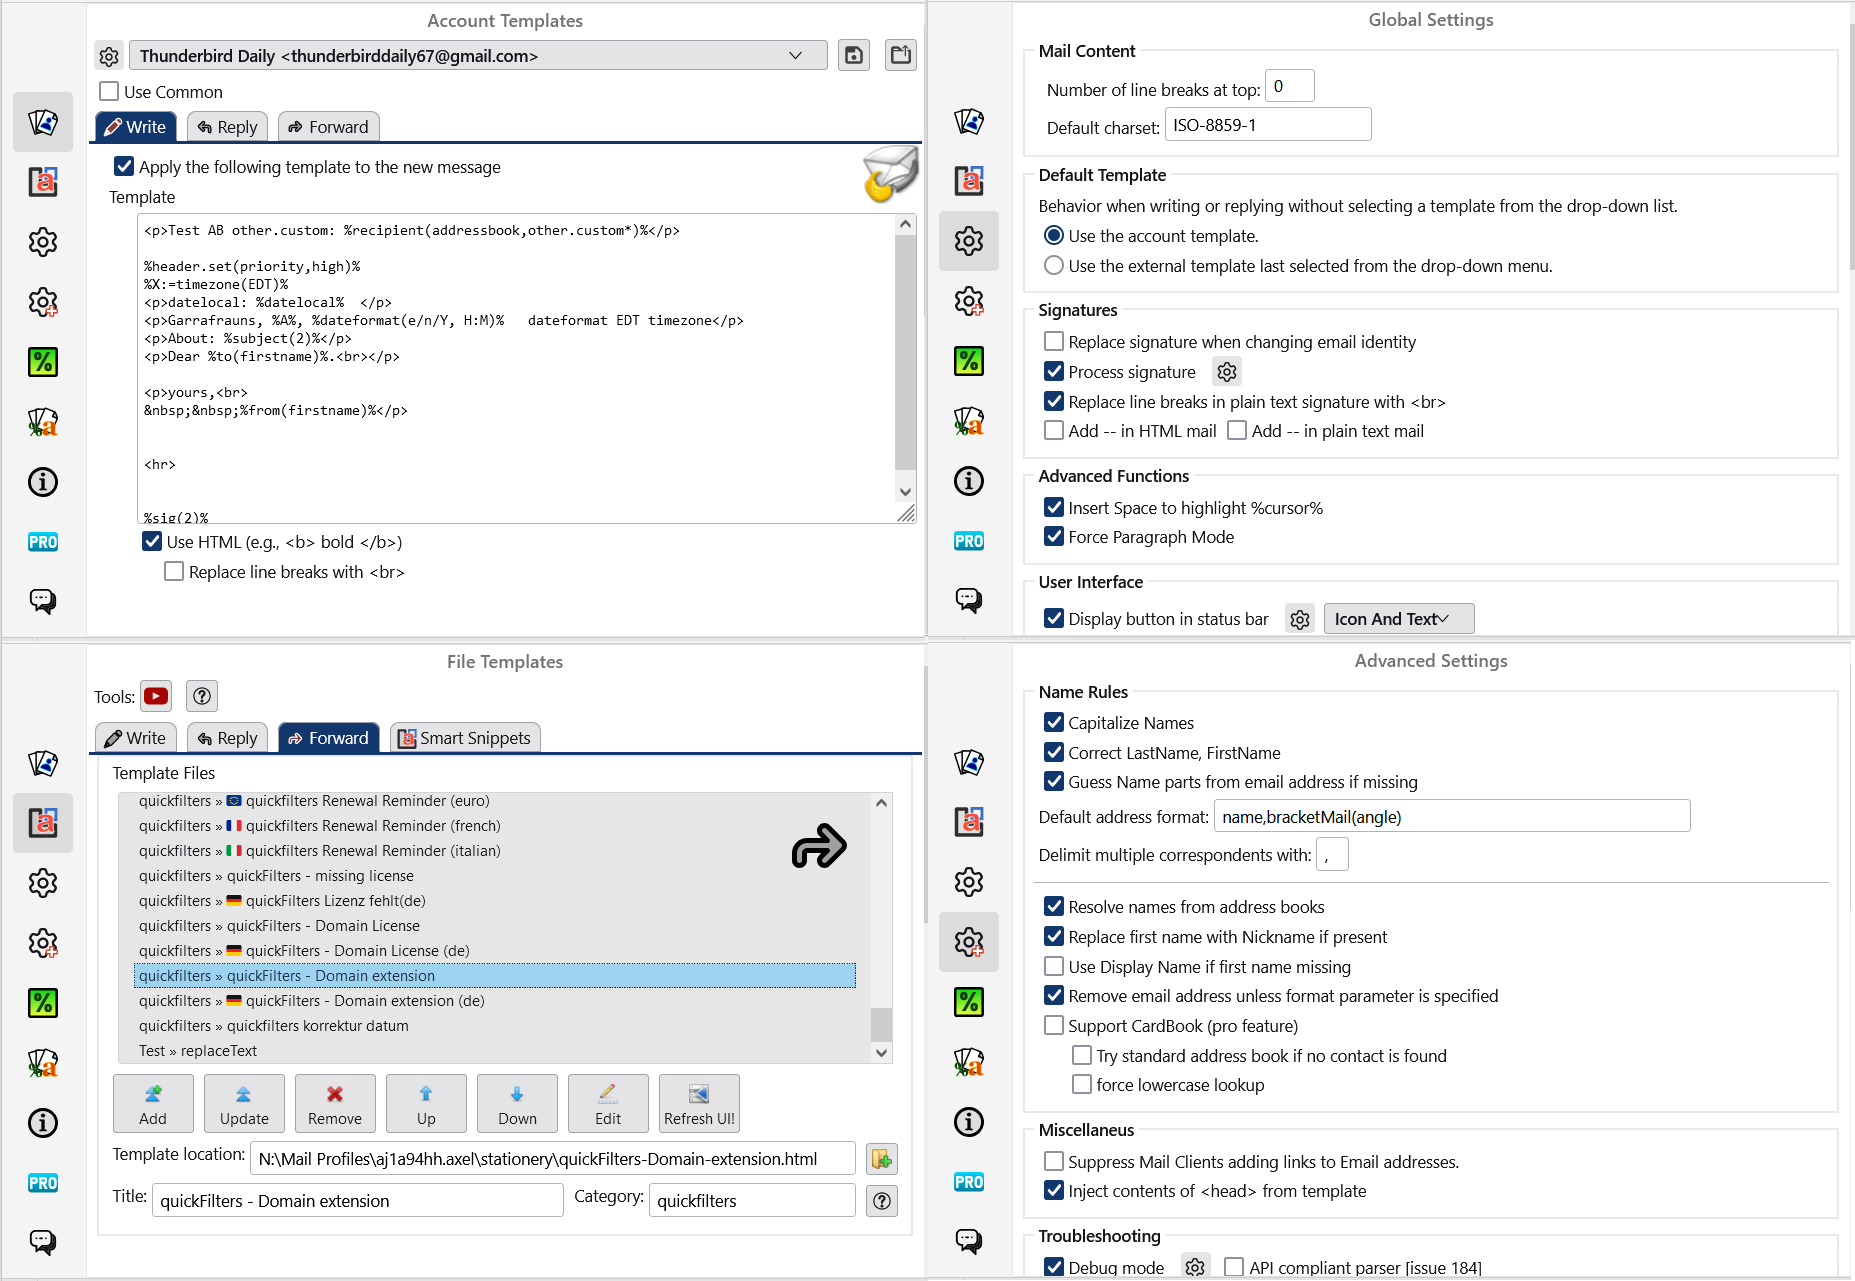 Account Templates
Thunderbird Daily <thunderbirddaily67@gmail.com>
Use Common
Write
Reply
Forward
Apply the following template to the new message
Template
<p>Test AB other.custom: %recipient(addressbook,other.custom*)%</p>
%header.set(priority,high)%
%X:=timezone(EDT)%
<p>datelocal: %datelocal%  </p>
<p>Garrafrauns, %A%, %dateformat(e/n/Y, H:M)%   dateformat EDT timezone</p>
<p>About: %subject(2)%</p>
<p>Dear %to(firstname)%.<br></p>
<p>yours,<br>
&nbsp;&nbsp;%from(firstname)%</p>
<hr>
%sig(2)%
Use HTML (e.g., <b> bold </b>)
Replace line breaks with <br>
a
%
%a
i
PRO
Global Settings
Mail Content
Number of line breaks at top: 0
Default charset: ISO-8859-1
Default Template
Behavior when writing or replying without selecting a template from the drop-down list.
Use the account template.
Use the external template last selected from the drop-down menu.
Signatures
Replace signature when changing email identity
Process signature
Replace line breaks in plain text signature with <br>
Add -- in HTML mail
Add -- in plain text mail
Advanced Functions
Insert Space to highlight %cursor%
Force Paragraph Mode
User Interface
Display button in status bar
Icon And Text
a
%
%a
i
PRO
File Templates
Tools:
?
Write
Reply
Forward
a Smart Snippets
Template Files
quickfilters » quickfilters Renewal Reminder (euro)
quickfilters » quickfilters Renewal Reminder (french)
quickfilters » quickfilters Renewal Reminder (italian)
quickfilters » quickFilters - missing license
quickfilters » quickFilters Lizenz fehlt(de)
quickfilters » quickFilters - Domain License
quickfilters » quickFilters - Domain License (de)
quickfilters » quickFilters - Domain extension
quickfilters » quickFilters - Domain extension (de)
quickfilters » quickfilters korrektur datum
Test » replaceText
Add
Update
Remove
Up
Down
Edit
Refresh UI!
Template location: N:\Mail Profiles\aj1a94hh.axel\stationery\quickFilters-Domain-extension.html
Title: quickFilters - Domain extension
Category: quickfilters
?
a
%
%a
i
PRO
Advanced Settings
Name Rules
Capitalize Names
Correct LastName, FirstName
Guess Name parts from email address if missing
Default address format: name,bracketMail(angle)
Delimit multiple correspondents with: ,
Resolve names from address books
Replace first name with Nickname if present
Use Display Name if first name missing
Remove email address unless format parameter is specified
Support CardBook (pro feature)
Try standard address book if no contact is found
force lowercase lookup
Miscellaneus
Suppress Mail Clients adding links to Email addresses.
Inject contents of <head> from template
Troubleshooting
Debug mode
API compliant parser [issue 184]
a
%
%a
i
PRO